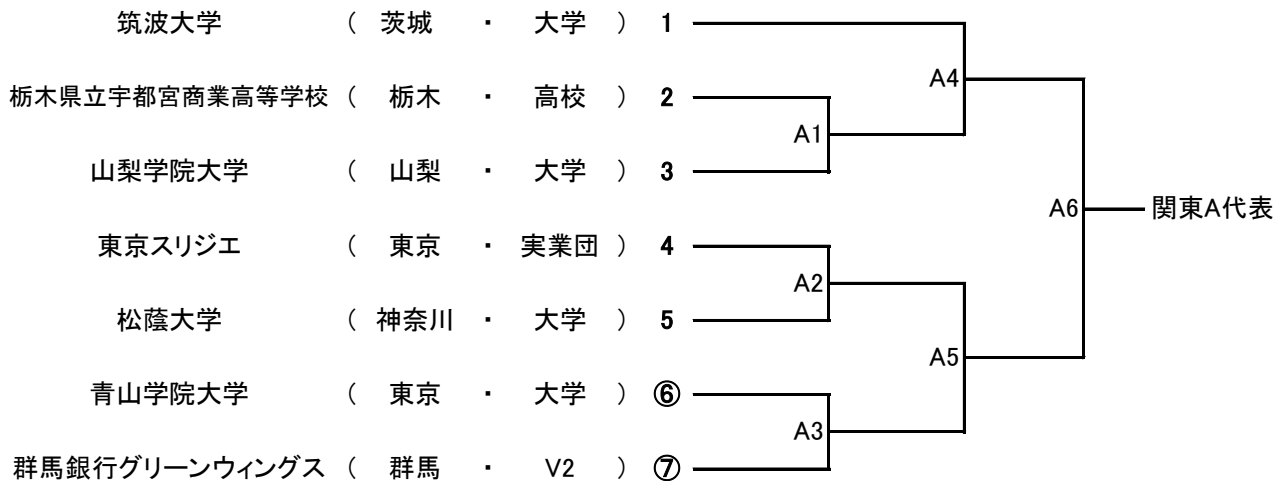 筑波大学 ( 茨城 ・ 大学 ) 1
A4
栃木県立宇都宮商業高等学校 ( 栃木 ・ 高校 ) 2
A1
山梨学院大学 ( 山梨 ・ 大学 ) 3
A6 関東A代表
東京スリジエ ( 東京 ・ 実業団 ) 4
A2
松蔭大学 ( 神奈川 ・ 大学 ) 5
A5
青山学院大学 ( 東京 ・ 大学 ) ⑥
A3
群馬銀行グリーンウィングス ( 群馬 ・ V2 ) ⑦